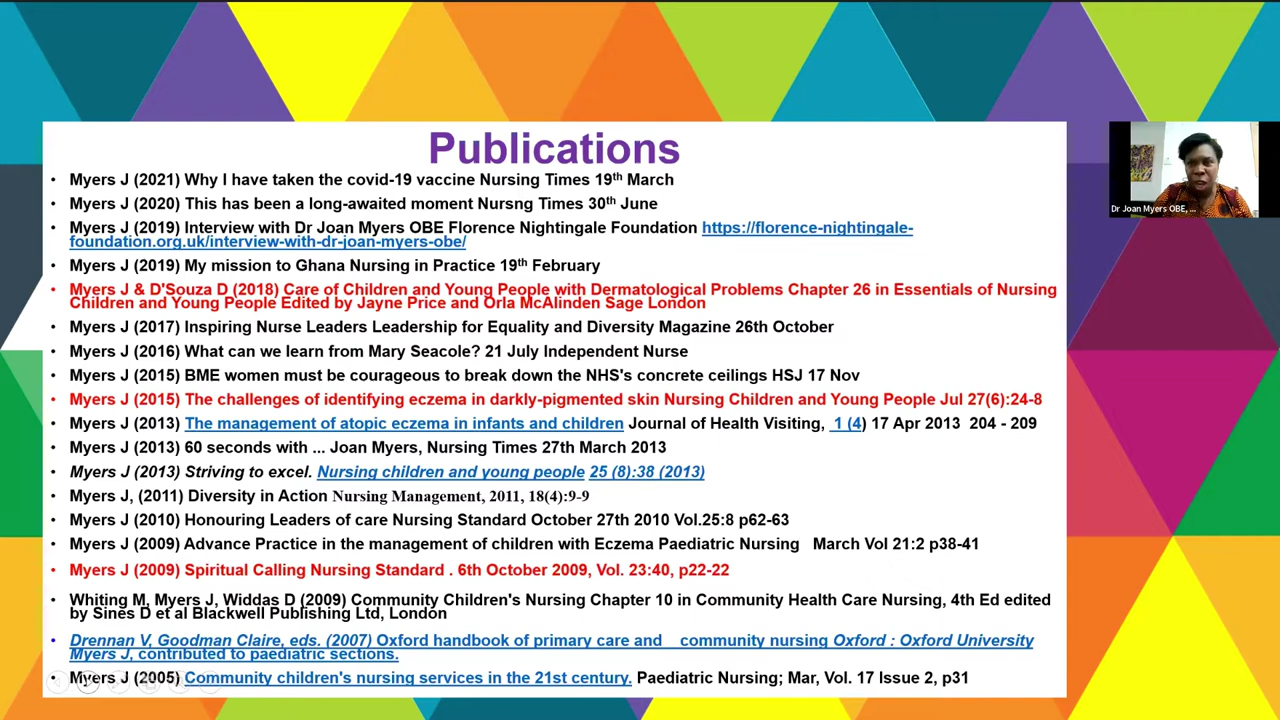 Publications
• Myers J (2021) Why I have taken the covid-19 vaccine Nursing Times 19th March
• Myers J (2020) This has been a long-awaited moment Nursng Times 30th June
• Myers J (2019) Interview with Dr Joan Myers OBE Florence Nightingale Foundation https://florence-nightingale-
foundation.org.uk/interview-with-dr-joan-myers-obe/
• Myers J (2019) My mission to Ghana Nursing in Practice 19th February
• Myers J & D'Souza D (2018) Care of Children and Young People with Dermatological Problems Chapter 26 in Essentials of Nursing
Children and Young People Edited by Jayne Price and Orla McAlinden Sage London
• Myers J (2017) Inspiring Nurse Leaders Leadership for Equality and Diversity Magazine 26th October
• Myers J (2016) What can we learn from Mary Seacole? 21 July Independent Nurse
• Myers J (2015) BME women must be courageous to break down the NHS's concrete ceilings HSJ 17 Nov
• Myers J (2015) The challenges of identifying eczema in darkly-pigmented skin Nursing Children and Young People Jul 27(6):24-8
• Myers J (2013) The management of atopic eczema in infants and children Journal of Health Visiting, 1 (4) 17 Apr 2013 204 - 209
• Myers J (2013) 60 seconds with ... Joan Myers, Nursing Times 27th March 2013
• Myers J (2013) Striving to excel. Nursing children and young people 25 (8):38 (2013)
• Myers J, (2011) Diversity in Action Nursing Management, 2011, 18(4):9-9
• Myers J (2010) Honouring Leaders of care Nursing Standard October 27th 2010 Vol.25:8 p62-63
• Myers J (2009) Advance Practice in the management of children with Eczema Paediatric Nursing March Vol 21:2 p38-41
• Myers J (2009) Spiritual Calling Nursing Standard . 6th October 2009, Vol. 23:40, p22-22
• Whiting M, Myers J, Widdas D (2009) Community Children's Nursing Chapter 10 in Community Health Care Nursing, 4th Ed edited
by Sines D et al Blackwell Publishing Ltd, London
• Drennan V, Goodman Claire, eds. (2007) Oxford handbook of primary care and community nursing Oxford : Oxford University
Myers J, contributed to paediatric sections.
• Myers J (2005) Community children's nursing services in the 21st century. Paediatric Nursing; Mar, Vol. 17 Issue 2, p31
Dr Joan Myers OBE, ...